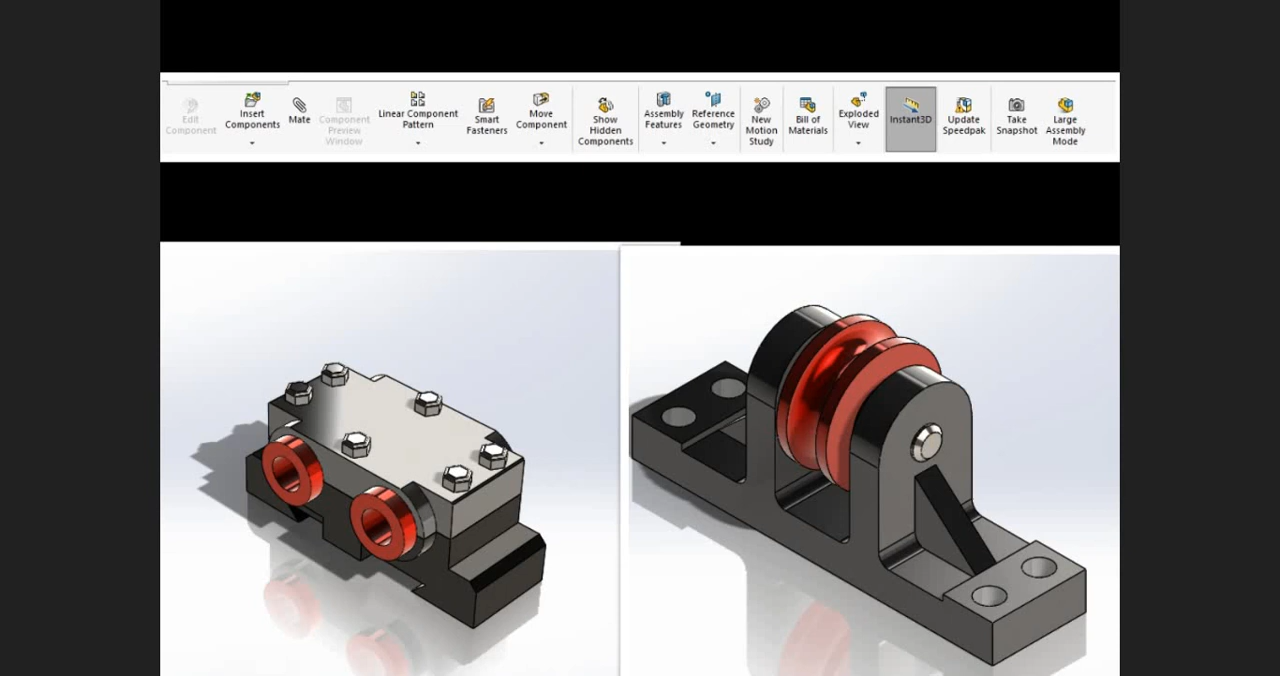 Edit
Component
Insert
Components
Mate
Component
Preview
Window
Linear Component
Pattern
Smart
Fasteners
Move
Component
Show
Hidden
Components
Assembly
Features
Reference
Geometry
New
Motion
Study
Bill of
Materials
Exploded
View
Instant3D
Update
Speedpak
Take
Snapshot
Large
Assembly
Mode